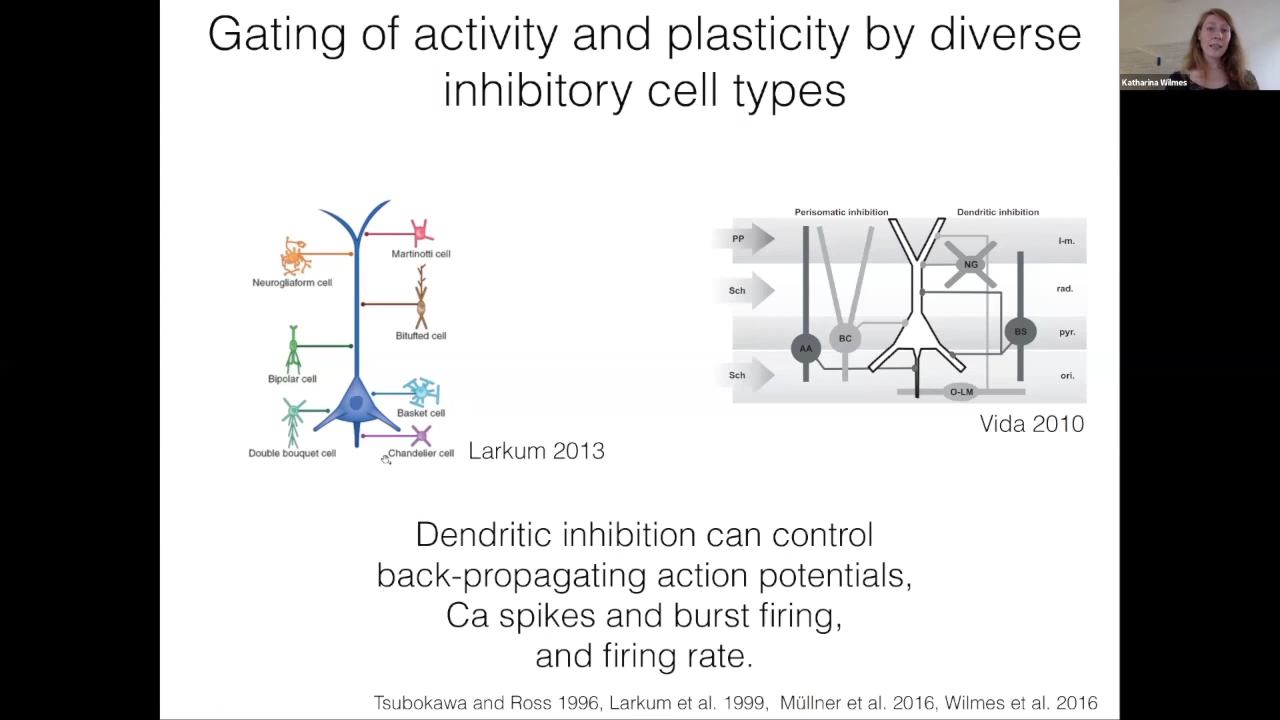 Gating of activity and plasticity by diverse
inhibitory cell types
Katharina Wilmes
Martinotti cell
Neurogliaform cell
Bitufted cell
Bipolar cell
Basket cell
Double bouquet cell
Chandelier cell
Larkum 2013
Perisomatic inhibition
Dendritic inhibition
PP
l-m.
NG
Sch
rad.
BS
pyr.
BC
AA
Sch
ori.
O-LM
Vida 2010
Dendritic inhibition can control
back-propagating action potentials,
Ca spikes and burst firing,
and firing rate.
Tsubokawa and Ross 1996, Larkum et al. 1999, Müllner et al. 2016, Wilmes et al. 2016